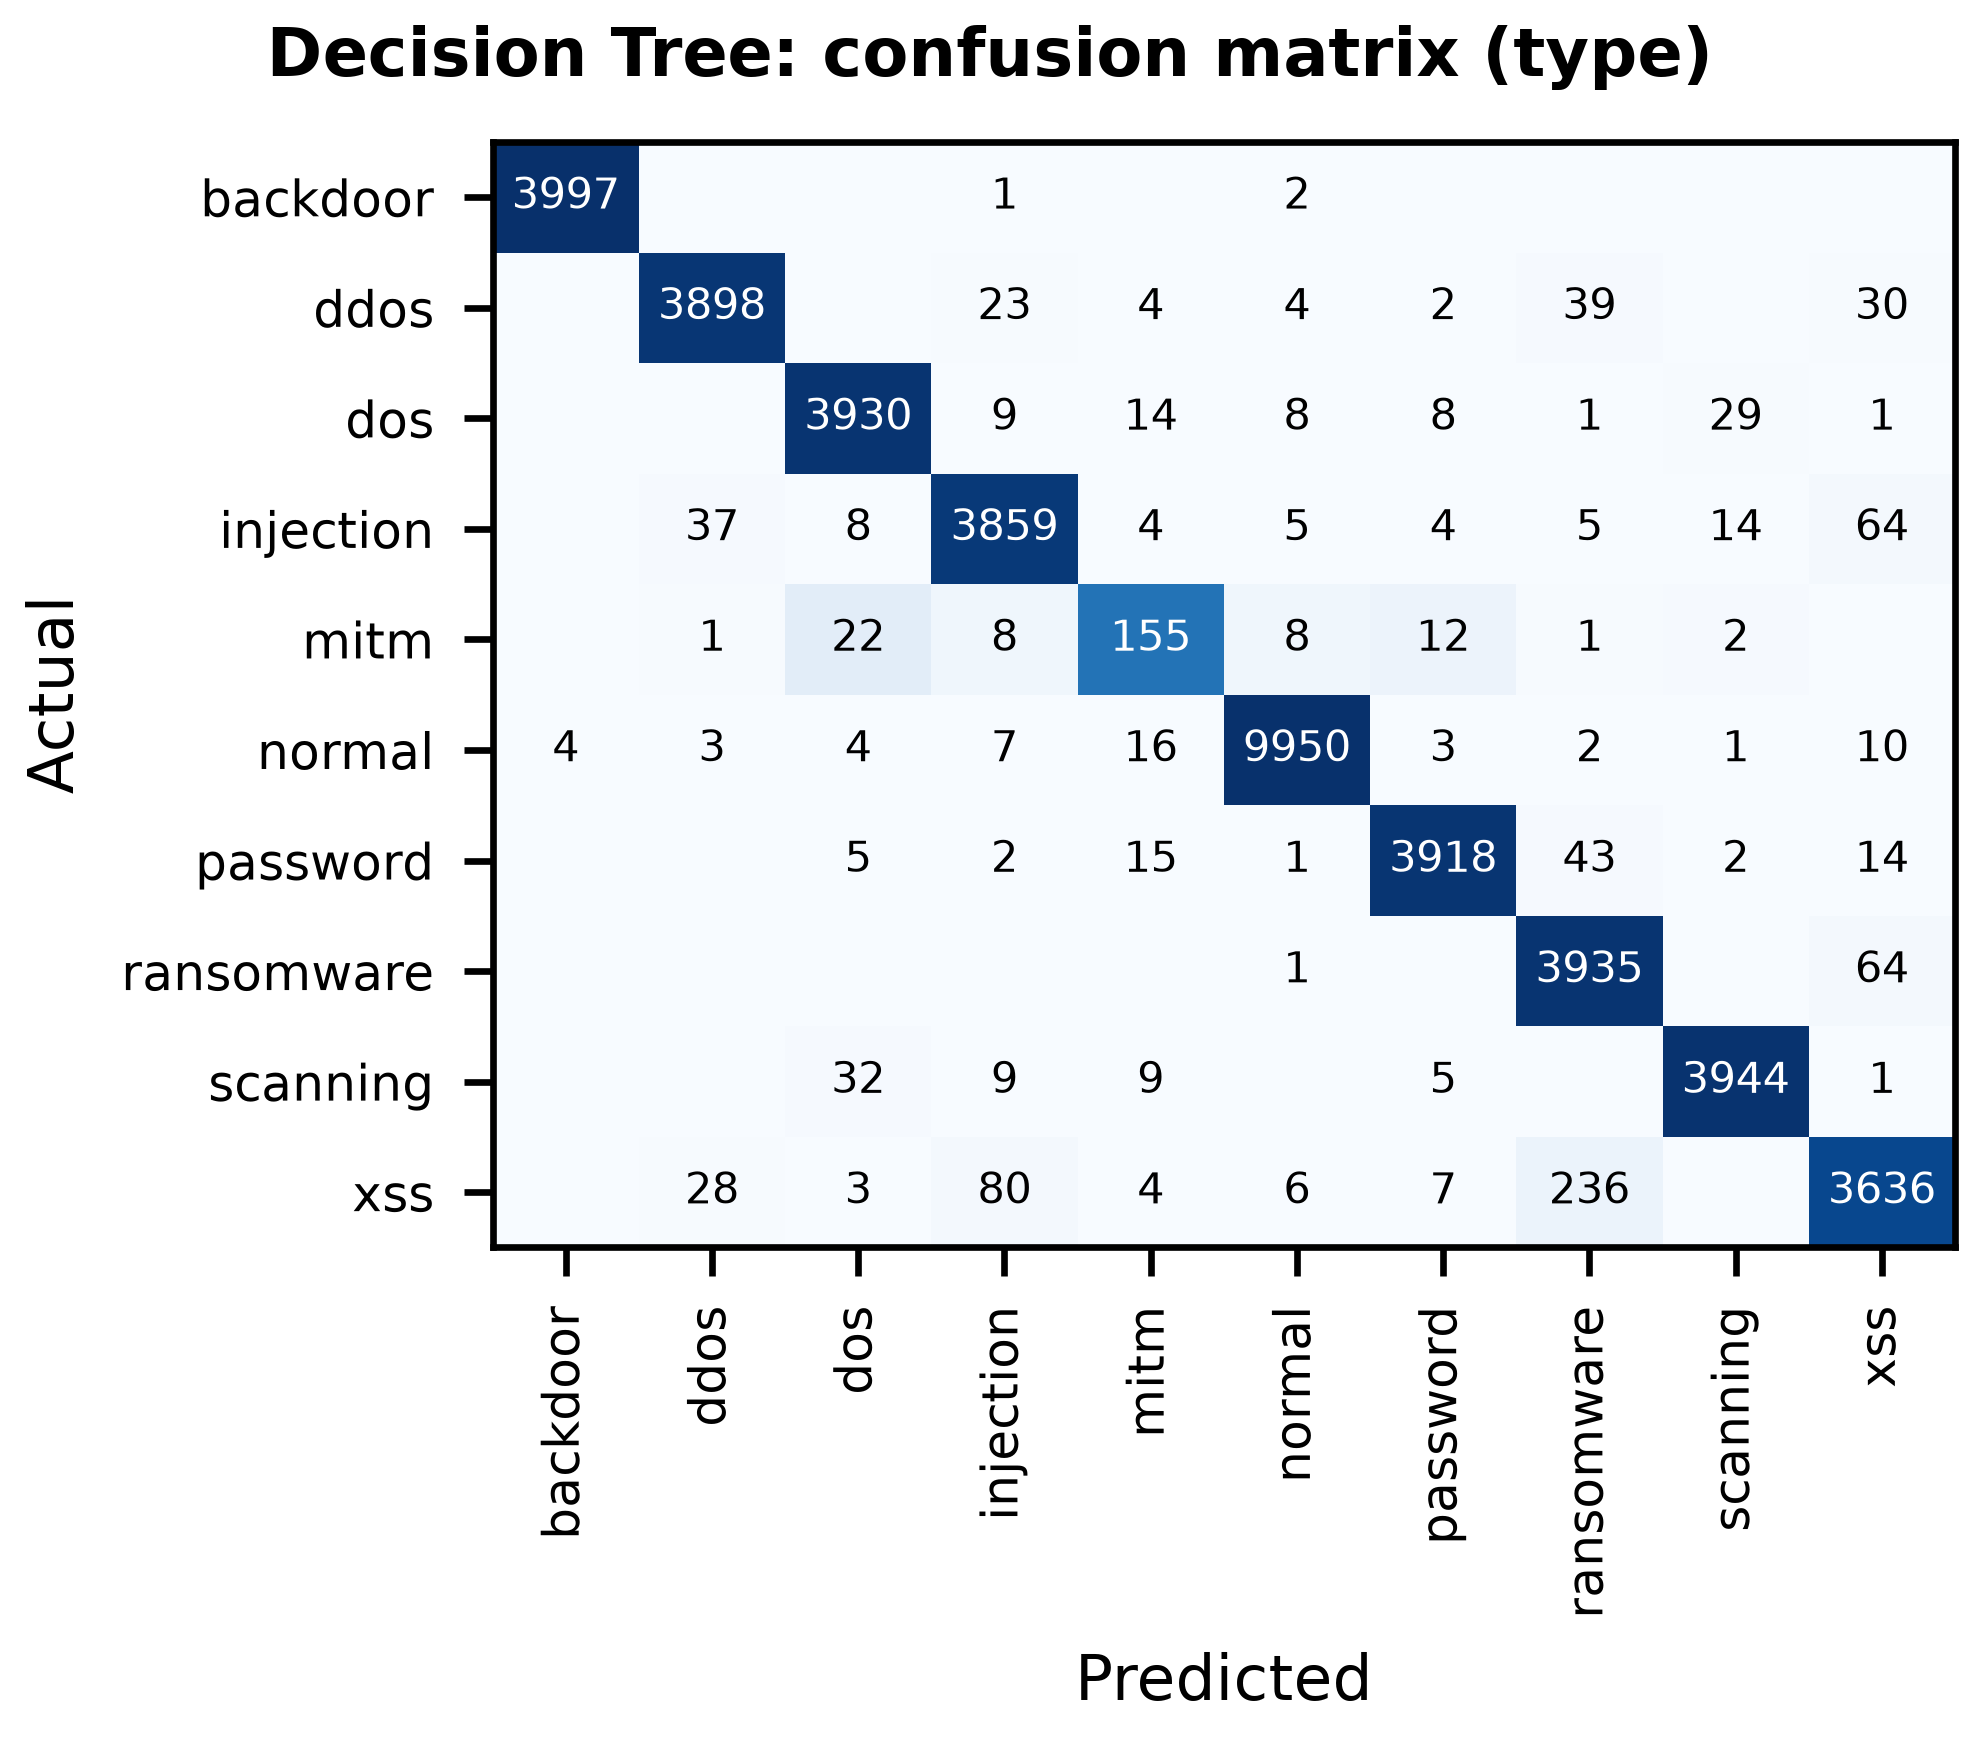 Decision Tree: confusion matrix (type)
backdoor 3997 1 2
ddos 3898 23 4 4 2 39 30
dos 3930 9 14 8 8 1 29 1
injection 37 8 3859 4 5 4 5 14 64
mitm 1 22 8 155 8 12 1 2
normal 4 3 4 7 16 9950 3 2 1 10
password 5 2 15 1 3918 43 2 14
ransomware 1 3935 64
scanning 32 9 9 5 3944 1
xss 28 3 80 4 6 7 236 3636
Actual
backdoor ddos dos injection mitm normal password ransomware scanning xss
Predicted